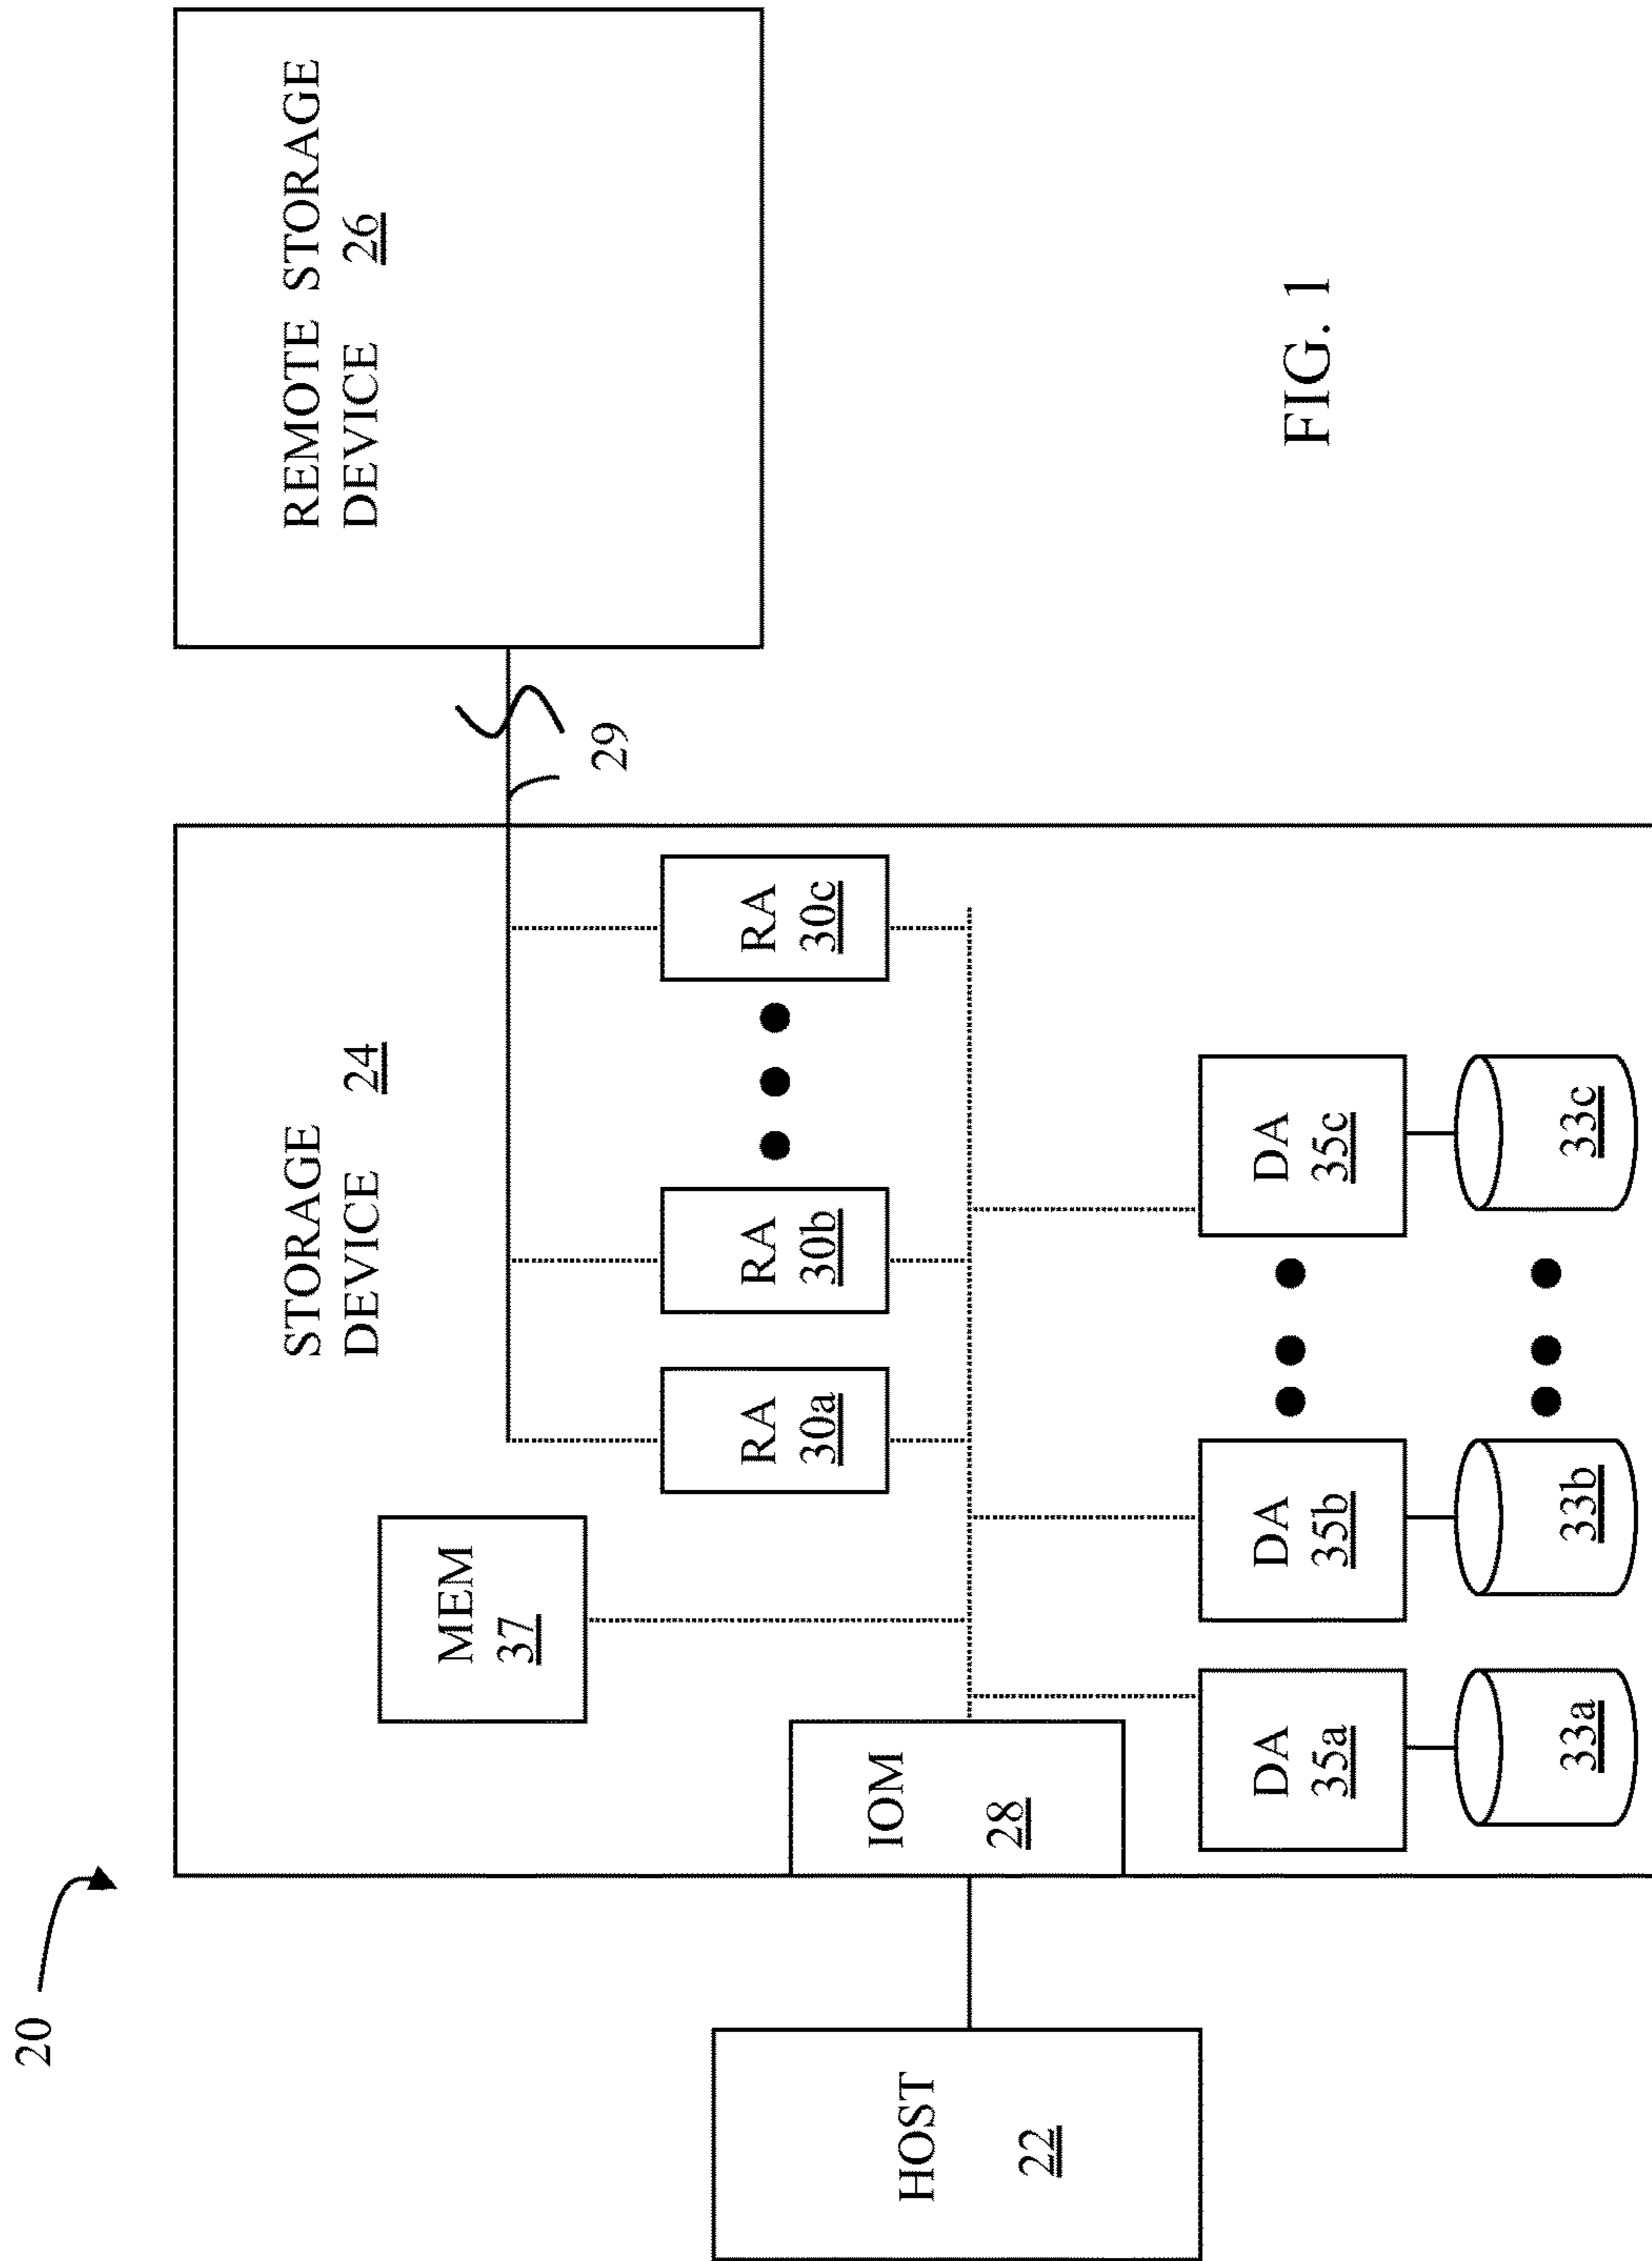 20
HOST
22
STORAGE
DEVICE 24
MEM
37
IOM
28
RA
30a
RA
30b
RA
30c
DA
35a
DA
35b
DA
35c
33a
33b
33c
29
REMOTE STORAGE
DEVICE 26
FIG. 1